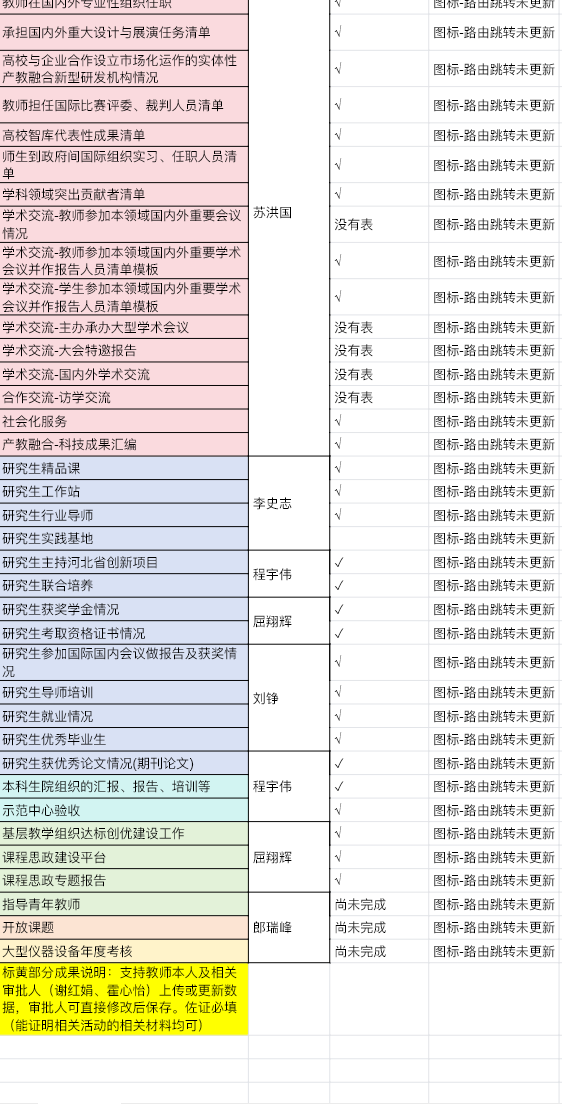 教师在国内外专业性组织任职 √ 图标-路由跳转未更新
承担国内外重大设计与展演任务清单 √ 图标-路由跳转未更新
高校与企业合作设立市场化运作的实体性
产教融合新型研发机构情况 √ 图标-路由跳转未更新
教师担任国际比赛评委、裁判人员清单 √ 图标-路由跳转未更新
高校智库代表性成果清单 √ 图标-路由跳转未更新
师生到政府间国际组织实习、任职人员清
单 √ 图标-路由跳转未更新
学科领域突出贡献者清单 √ 图标-路由跳转未更新
苏洪国
学术交流-教师参加本领域国内外重要会议
情况 没有表 图标-路由跳转未更新
学术交流-教师参加本领域国内外重要学术
会议并作报告人员清单模板 √ 图标-路由跳转未更新
学术交流-学生参加本领域国内外重要学术
会议并作报告人员清单模板 √ 图标-路由跳转未更新
学术交流-主办承办大型学术会议 没有表 图标-路由跳转未更新
学术交流-大会特邀报告 没有表 图标-路由跳转未更新
学术交流-国内外学术交流 没有表 图标-路由跳转未更新
合作交流-访学交流 没有表 图标-路由跳转未更新
社会化服务 √ 图标-路由跳转未更新
产教融合-科技成果汇编 √ 图标-路由跳转未更新
研究生精品课 √ 图标-路由跳转未更新
研究生工作站 √ 图标-路由跳转未更新
李史志
研究生行业导师 √ 图标-路由跳转未更新
研究生实践基地 图标-路由跳转未更新
研究生主持河北省创新项目 ✓ 图标-路由跳转未更新
程宇伟
研究生联合培养 ✓ 图标-路由跳转未更新
研究生获奖学金情况 ✓ 图标-路由跳转未更新
屈翔辉
研究生考取资格证书情况 ✓ 图标-路由跳转未更新
研究生参加国际国内会议做报告及获奖情
况 √ 图标-路由跳转未更新
研究生导师培训 √ 图标-路由跳转未更新
刘铮
研究生就业情况 √ 图标-路由跳转未更新
研究生优秀毕业生 √ 图标-路由跳转未更新
研究生获优秀论文情况(期刊论文) ✓ 图标-路由跳转未更新
本科生院组织的汇报、报告、培训等 程宇伟 ✓ 图标-路由跳转未更新
示范中心验收 √ 图标-路由跳转未更新
基层教学组织达标创优建设工作 √ 图标-路由跳转未更新
课程思政建设平台 屈翔辉 √ 图标-路由跳转未更新
课程思政专题报告 √ 图标-路由跳转未更新
指导青年教师 尚未完成 图标-路由跳转未更新
开放课题 郎瑞峰 尚未完成 图标-路由跳转未更新
大型仪器设备年度考核 尚未完成 图标-路由跳转未更新
标黄部分成果说明：支持教师本人及相关
审批人（谢红娟、霍心怡）上传或更新数
据，审批人可直接修改后保存。佐证必填
（能证明相关活动的相关材料均可）